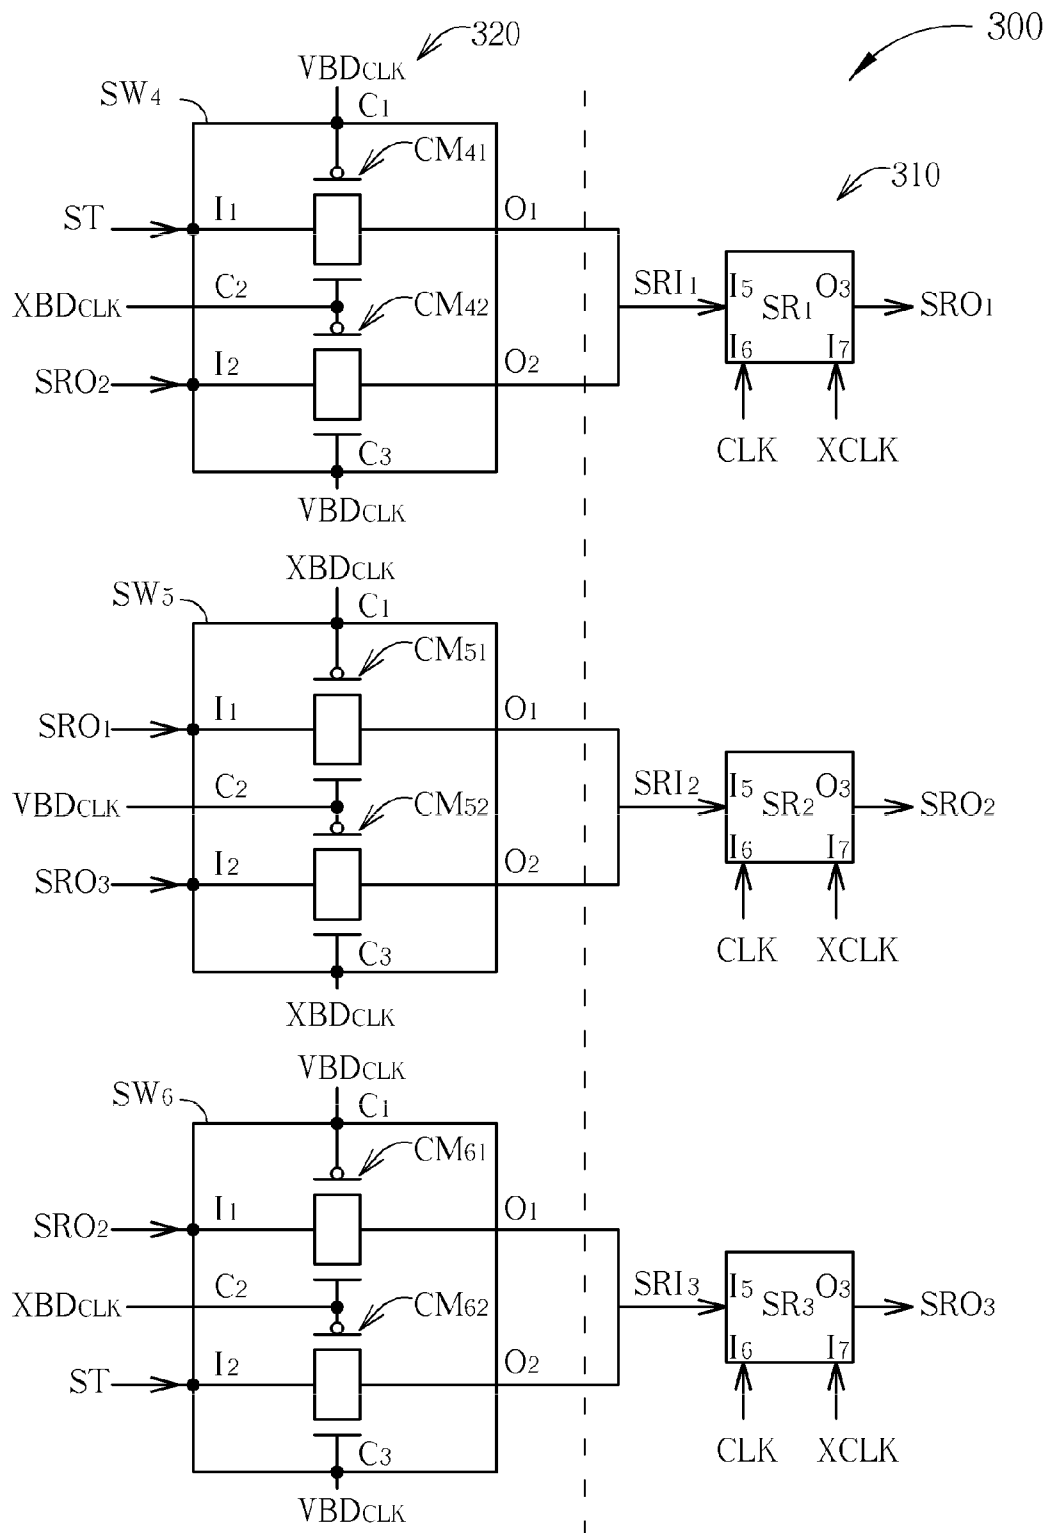 300
320
VBDCLK
SW4
C1
CM41
310
ST
I1
O1
SRI1
I5
O3
SR1
SRO1
C2
XBDCLK
CM42
I6
I7
SRO2
I2
O2
CLK
XCLK
C3
VBDCLK
XBDCLK
SW5
C1
CM51
SRO1
I1
O1
SRI2
I5
O3
SR2
SRO2
C2
VBDCLK
CM52
I6
I7
SRO3
I2
O2
CLK
XCLK
C3
XBDCLK
VBDCLK
SW6
C1
CM61
SRO2
I1
O1
SRI3
I5
O3
SR3
SRO3
C2
XBDCLK
CM62
I6
I7
ST
I2
O2
CLK
XCLK
C3
VBDCLK